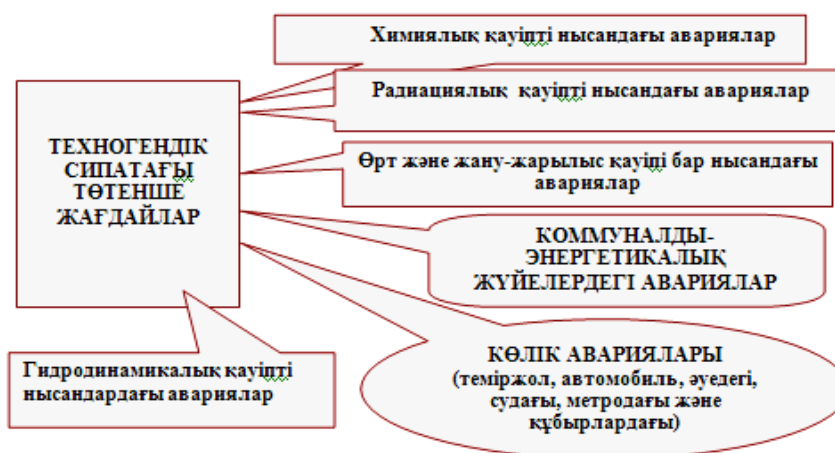 Химиялық қауіпті нысандағы авариялар
Радиациялық қауіпті нысандағы авариялар
ТЕХНОГЕНДІК
СИПАТАҒЫ
ТӨТЕНШЕ
ЖАҒДАЙЛАР
Өрт және жану-жарылыс қауіпі бар нысандағы
авариялар
КОММУНАЛДЫ-
ЭНЕРГЕТИКАЛЫҚ
ЖҮЙЕЛЕРДЕГІ АВАРИЯЛАР
Гидродинамикалық қауіпті
нысандардағы авариялар
КӨЛІК АВАРИЯЛАРЫ
(теміржол, автомобиль, әуедегі,
судағы, метродағы және
құбырлардағы)